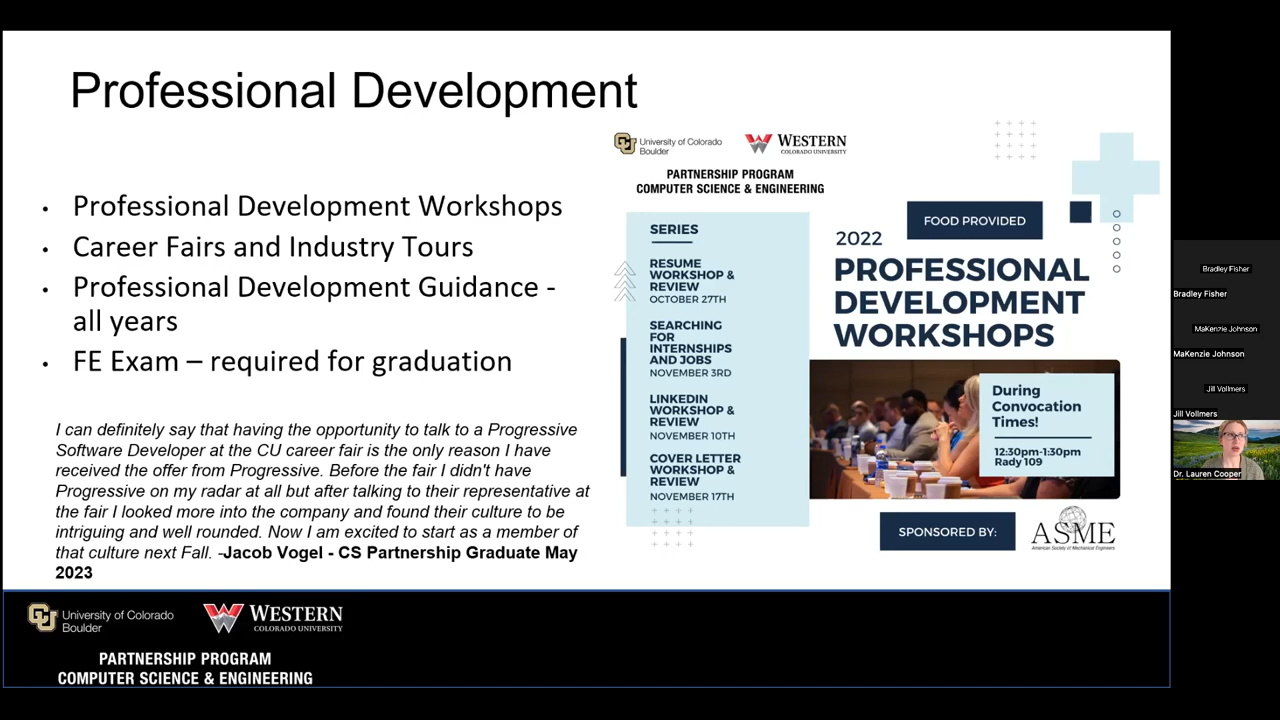 Professional Development
• Professional Development Workshops
• Career Fairs and Industry Tours
• Professional Development Guidance -
all years
• FE Exam – required for graduation
I can definitely say that having the opportunity to talk to a Progressive
Software Developer at the CU career fair is the only reason I have
received the offer from Progressive. Before the fair I didn't have
Progressive on my radar at all but after talking to their representative at
the fair I looked more into the company and found their culture to be
intriguing and well rounded. Now I am excited to start as a member of
that culture next Fall. -Jacob Vogel - CS Partnership Graduate May
2023
CU
University of Colorado
Boulder
W
WESTERN
COLORADO UNIVERSITY
PARTNERSHIP PROGRAM
COMPUTER SCIENCE & ENGINEERING
SERIES
RESUME
WORKSHOP &
REVIEW
OCTOBER 27TH
SEARCHING
FOR
INTERNSHIPS
AND JOBS
NOVEMBER 3RD
LINKEDIN
WORKSHOP &
REVIEW
NOVEMBER 10TH
COVER LETTER
WORKSHOP &
REVIEW
NOVEMBER 17TH
FOOD PROVIDED
2022
PROFESSIONAL
DEVELOPMENT
WORKSHOPS
During
Convocation
Times!
12:30pm-1:30pm
Rady 109
SPONSORED BY:
ASME
American Society of Mechanical Engineers
CU
University of Colorado
Boulder
W
WESTERN
COLORADO UNIVERSITY
PARTNERSHIP PROGRAM
COMPUTER SCIENCE & ENGINEERING
Bradley Fisher
Bradley Fisher
MaKenzie Johnson
MaKenzie Johnson
Jill Vollmers
Jill Vollmers
Dr. Lauren Cooper